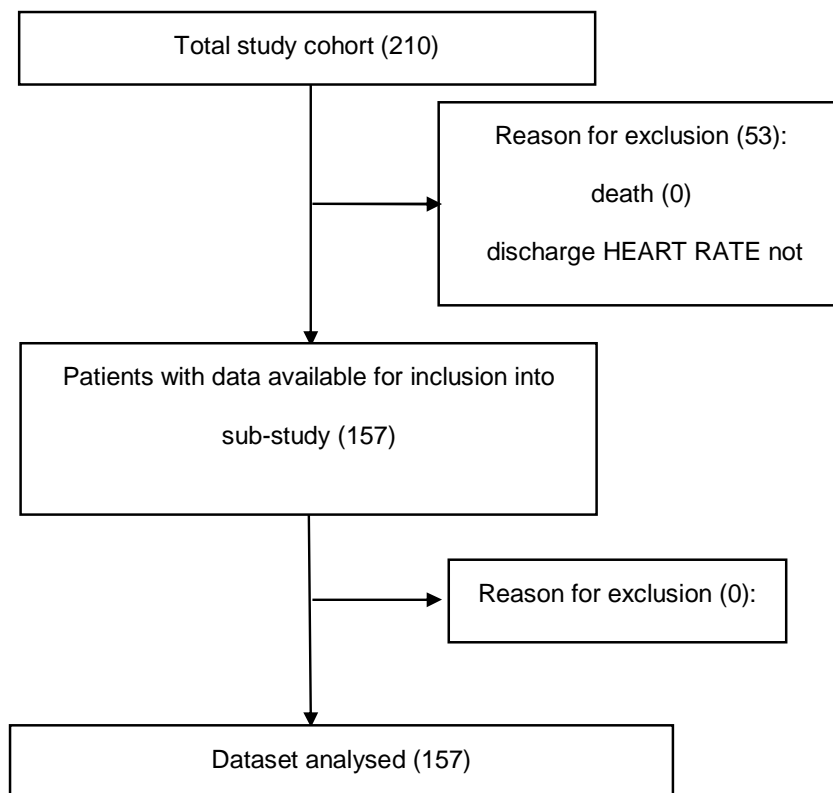 Total study cohort (210)
Reason for exclusion (53):
death (0)
discharge HEART RATE not
Patients with data available for inclusion into
sub-study (157)
Reason for exclusion (0):
Dataset analysed (157)